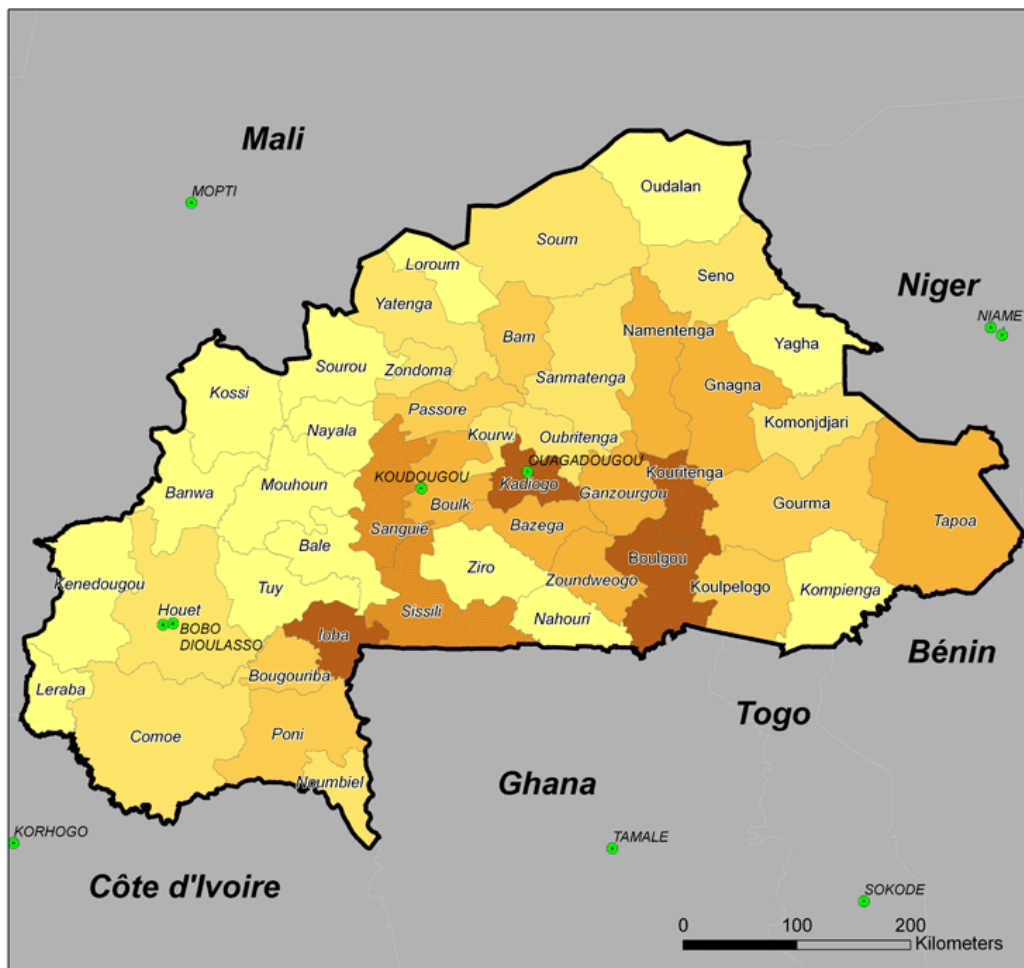 Mali
MOPTI
Oudalan
Soum
Loroum
Seno
Niger
Yatenga
NIAME
Namentenga
Bam
Yagha
Sourou
Zondoma
Sanmatenga
Gnagna
Kossi
Passore
Komonjdjari
Nayala
Kourw.
Oubritenga
OUAGADOUGOU
Kouritenga
KOUDOUGOU
Mouhoun
Kadiogo
Banwa
Ganzourgou
Boulk.
Gourma
Sanguie
Bazega
Tapoa
Bale
Boulgou
Ziro
Kenedougou
Tuy
Zoundweogo
Koulpelogo
Kompienga
Houet
Sissili
Nahouri
BOBO
DIOULASSO
Ioba
Bénin
Bougouriba
Leraba
Togo
Comoe
Poni
Noumbiel
Ghana
KORHOGO
TAMALE
Côte d'Ivoire
SOKODE
0 100 200
Kilometers